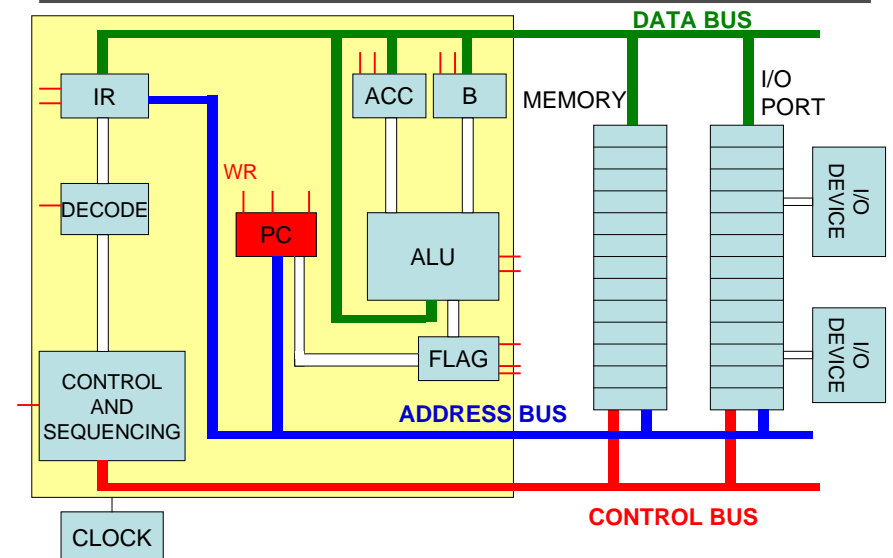 DATA BUS
IR
ACC
B
MEMORY
I/O
PORT
WR
DECODE
PC
ALU
I/O
DEVICE
FLAG
I/O
DEVICE
CONTROL
AND
SEQUENCING
ADDRESS BUS
CONTROL BUS
CLOCK